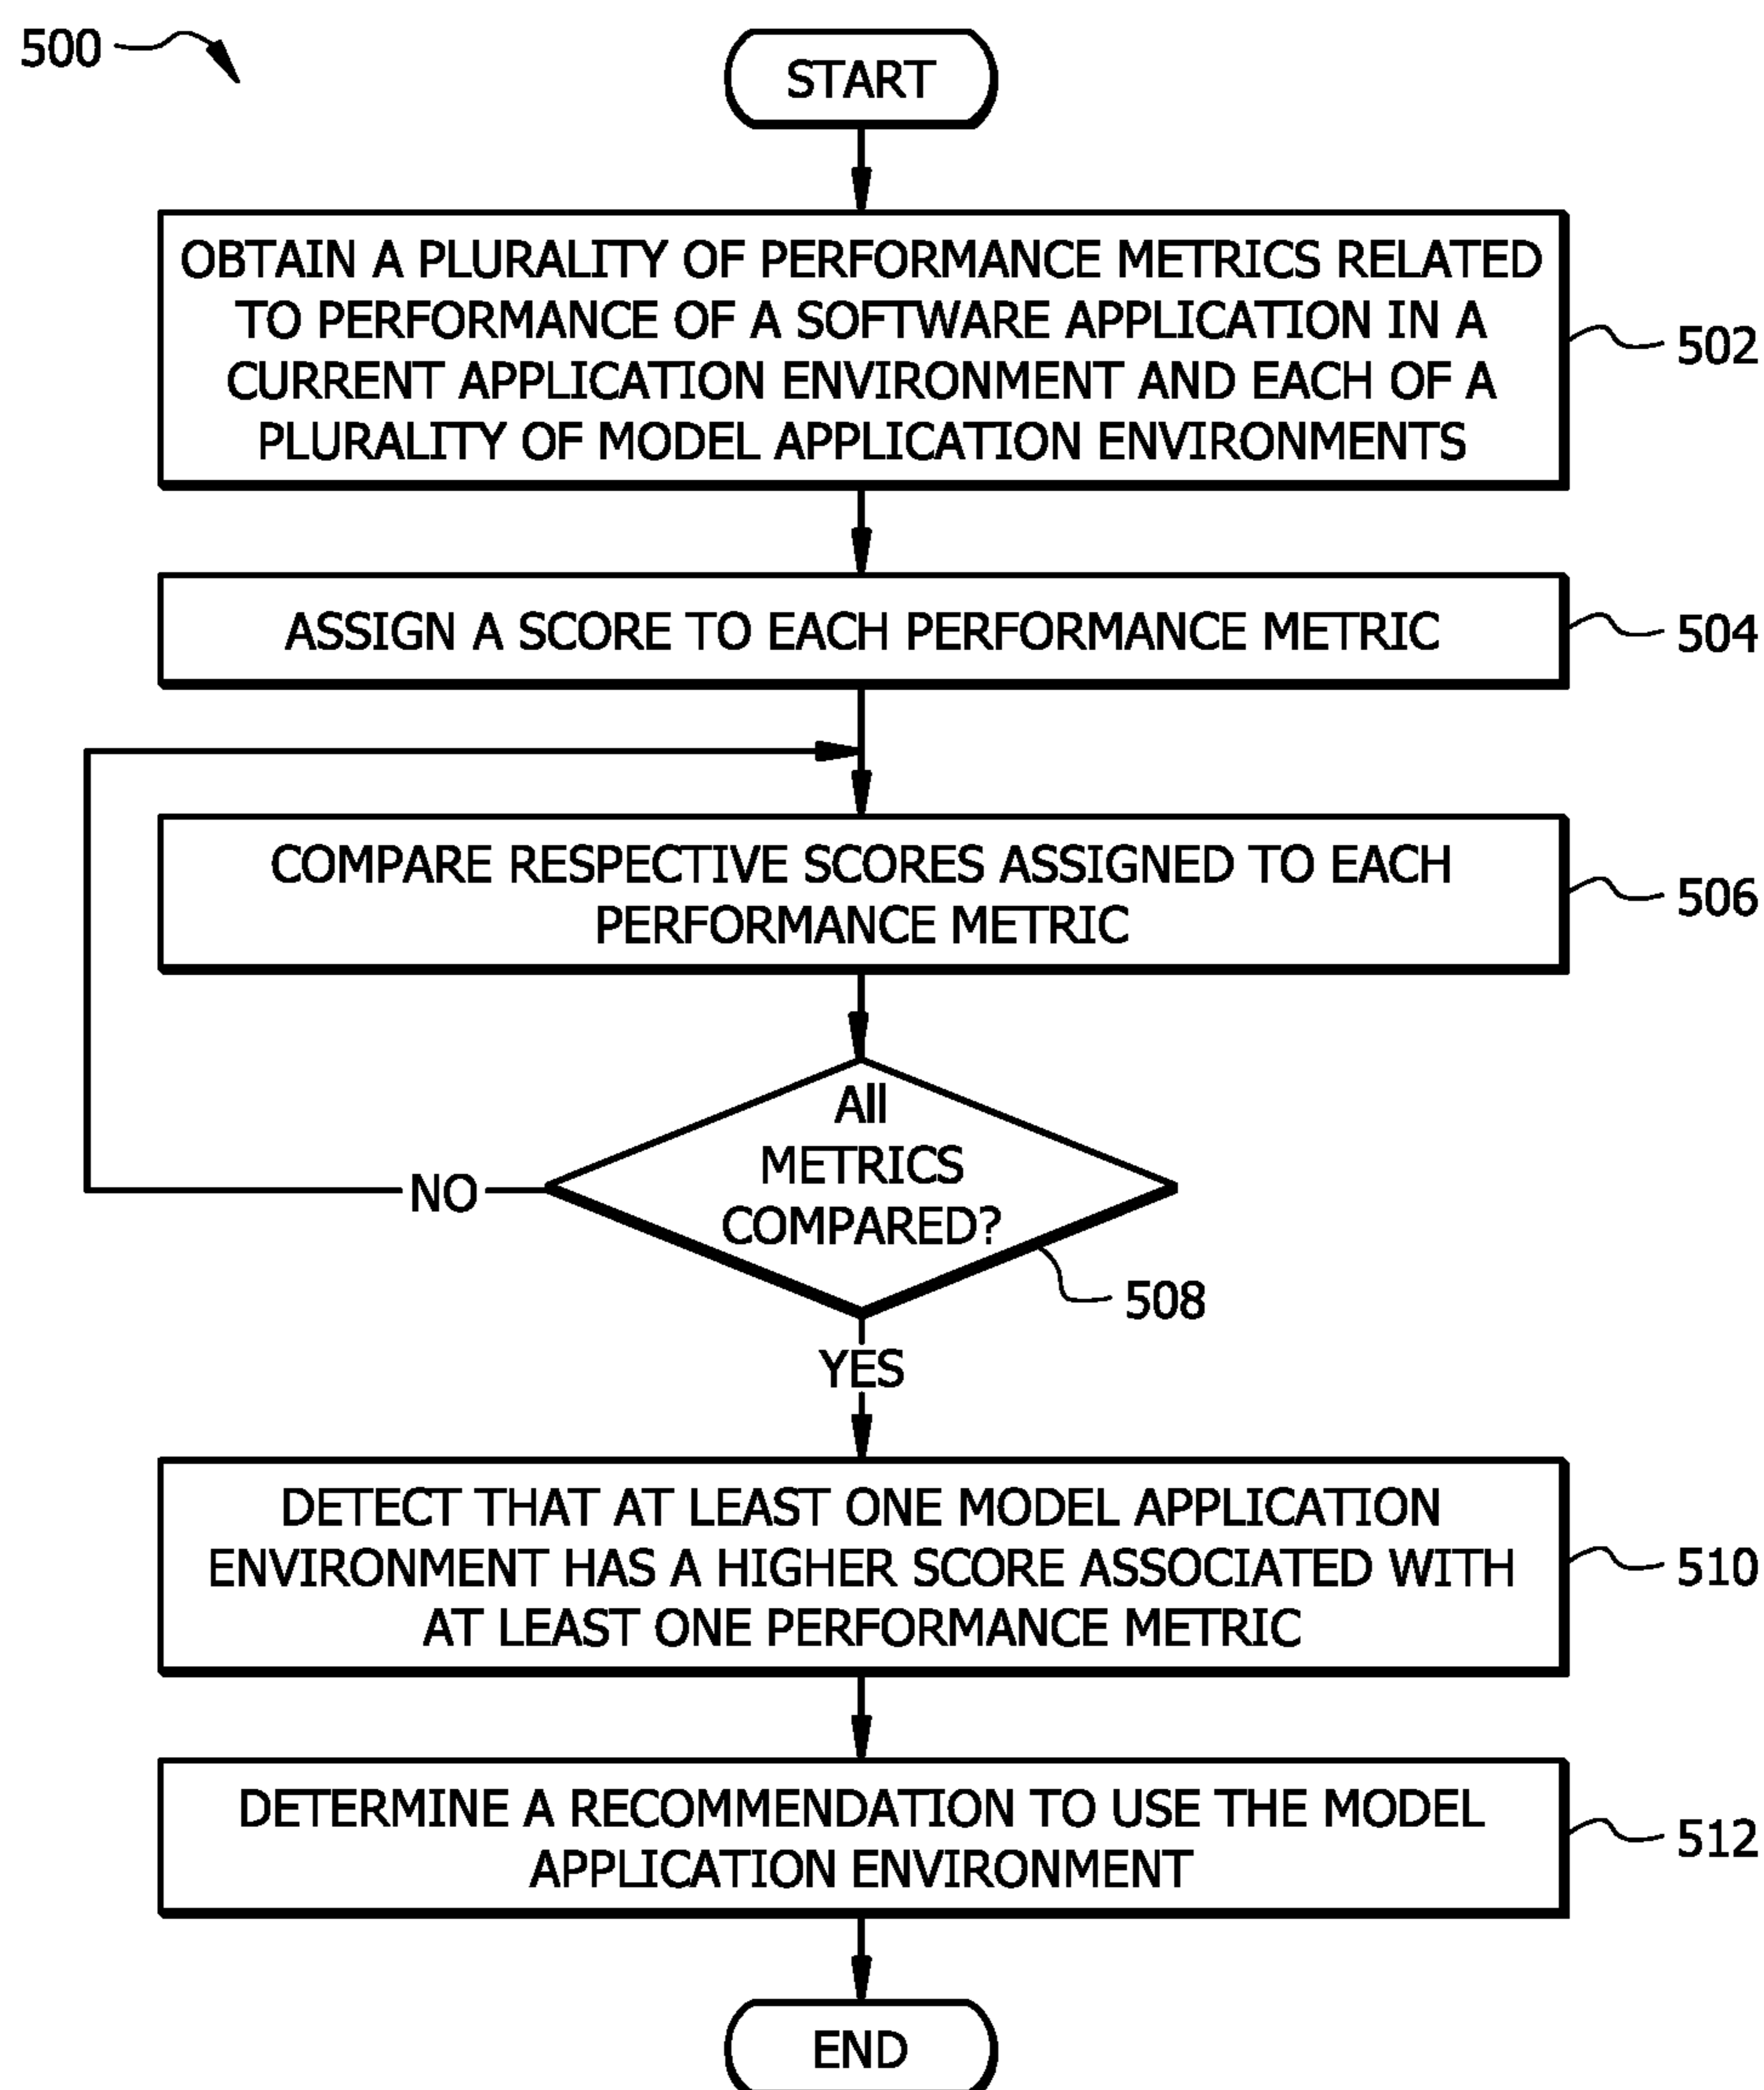 500
START
OBTAIN A PLURALITY OF PERFORMANCE METRICS RELATED
TO PERFORMANCE OF A SOFTWARE APPLICATION IN A
CURRENT APPLICATION ENVIRONMENT AND EACH OF A
PLURALITY OF MODEL APPLICATION ENVIRONMENTS
502
ASSIGN A SCORE TO EACH PERFORMANCE METRIC
504
COMPARE RESPECTIVE SCORES ASSIGNED TO EACH
PERFORMANCE METRIC
506
All
METRICS
COMPARED?
NO
508
YES
DETECT THAT AT LEAST ONE MODEL APPLICATION
ENVIRONMENT HAS A HIGHER SCORE ASSOCIATED WITH
AT LEAST ONE PERFORMANCE METRIC
510
DETERMINE A RECOMMENDATION TO USE THE MODEL
APPLICATION ENVIRONMENT
512
END